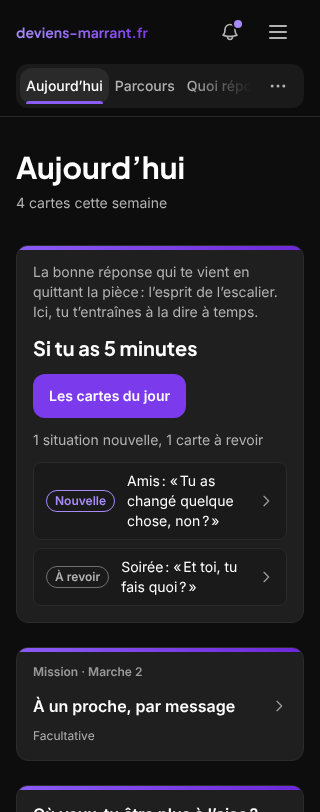 deviens-marrant.fr
Aujourd’hui Parcours Quoi répo
Aujourd’hui
4 cartes cette semaine
La bonne réponse qui te vient en
quittant la pièce : l’esprit de l’escalier.
Ici, tu t’entraînes à la dire à temps.
Si tu as 5 minutes
Les cartes du jour
1 situation nouvelle, 1 carte à revoir
Nouvelle
Amis : « Tu as
changé quelque
chose, non ? »
À revoir
Soirée : « Et toi, tu
fais quoi ? »
Mission · Marche 2
À un proche, par message
Facultative